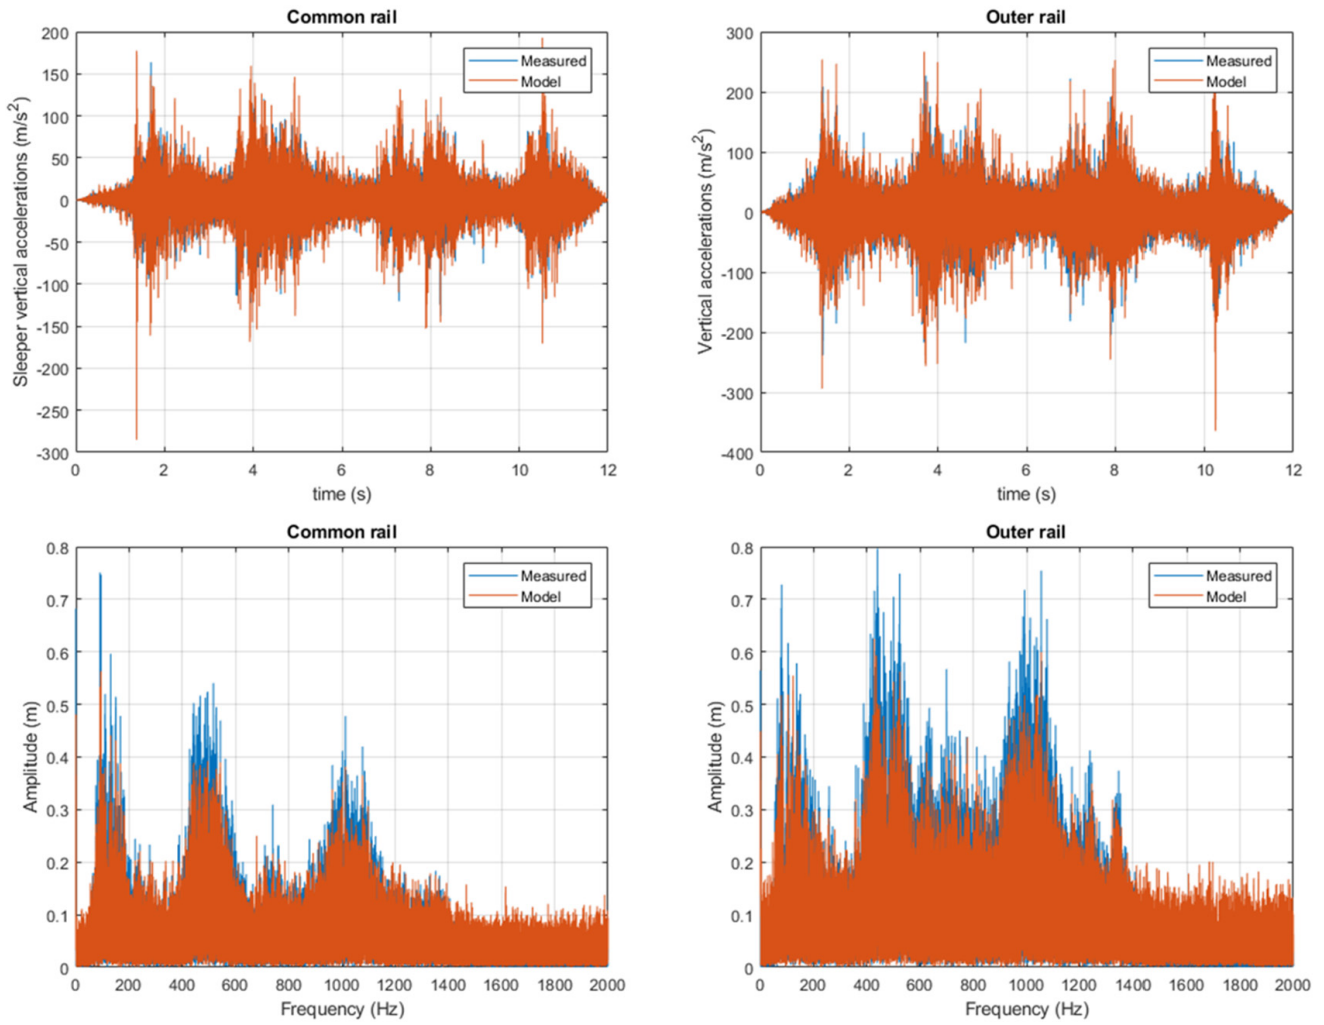 Common rail
200
150
100
50
0
-50
-100
-150
-200
-250
-300
Sleeper vertical accelerations (m/s²)
Measured
Model
0 2 4 6 8 10 12
time (s)
Outer rail
300
200
100
0
-100
-200
-300
-400
Vertical accelerations (m/s²)
Measured
Model
0 2 4 6 8 10 12
time (s)
Common rail
0.8
0.7
0.6
0.5
0.4
0.3
0.2
0.1
0
Amplitude (m)
Measured
Model
0 200 400 600 800 1000 1200 1400 1600 1800 2000
Frequency (Hz)
Outer rail
0.8
0.7
0.6
0.5
0.4
0.3
0.2
0.1
0
Amplitude (m)
Measured
Model
0 200 400 600 800 1000 1200 1400 1600 1800 2000
Frequency (Hz)